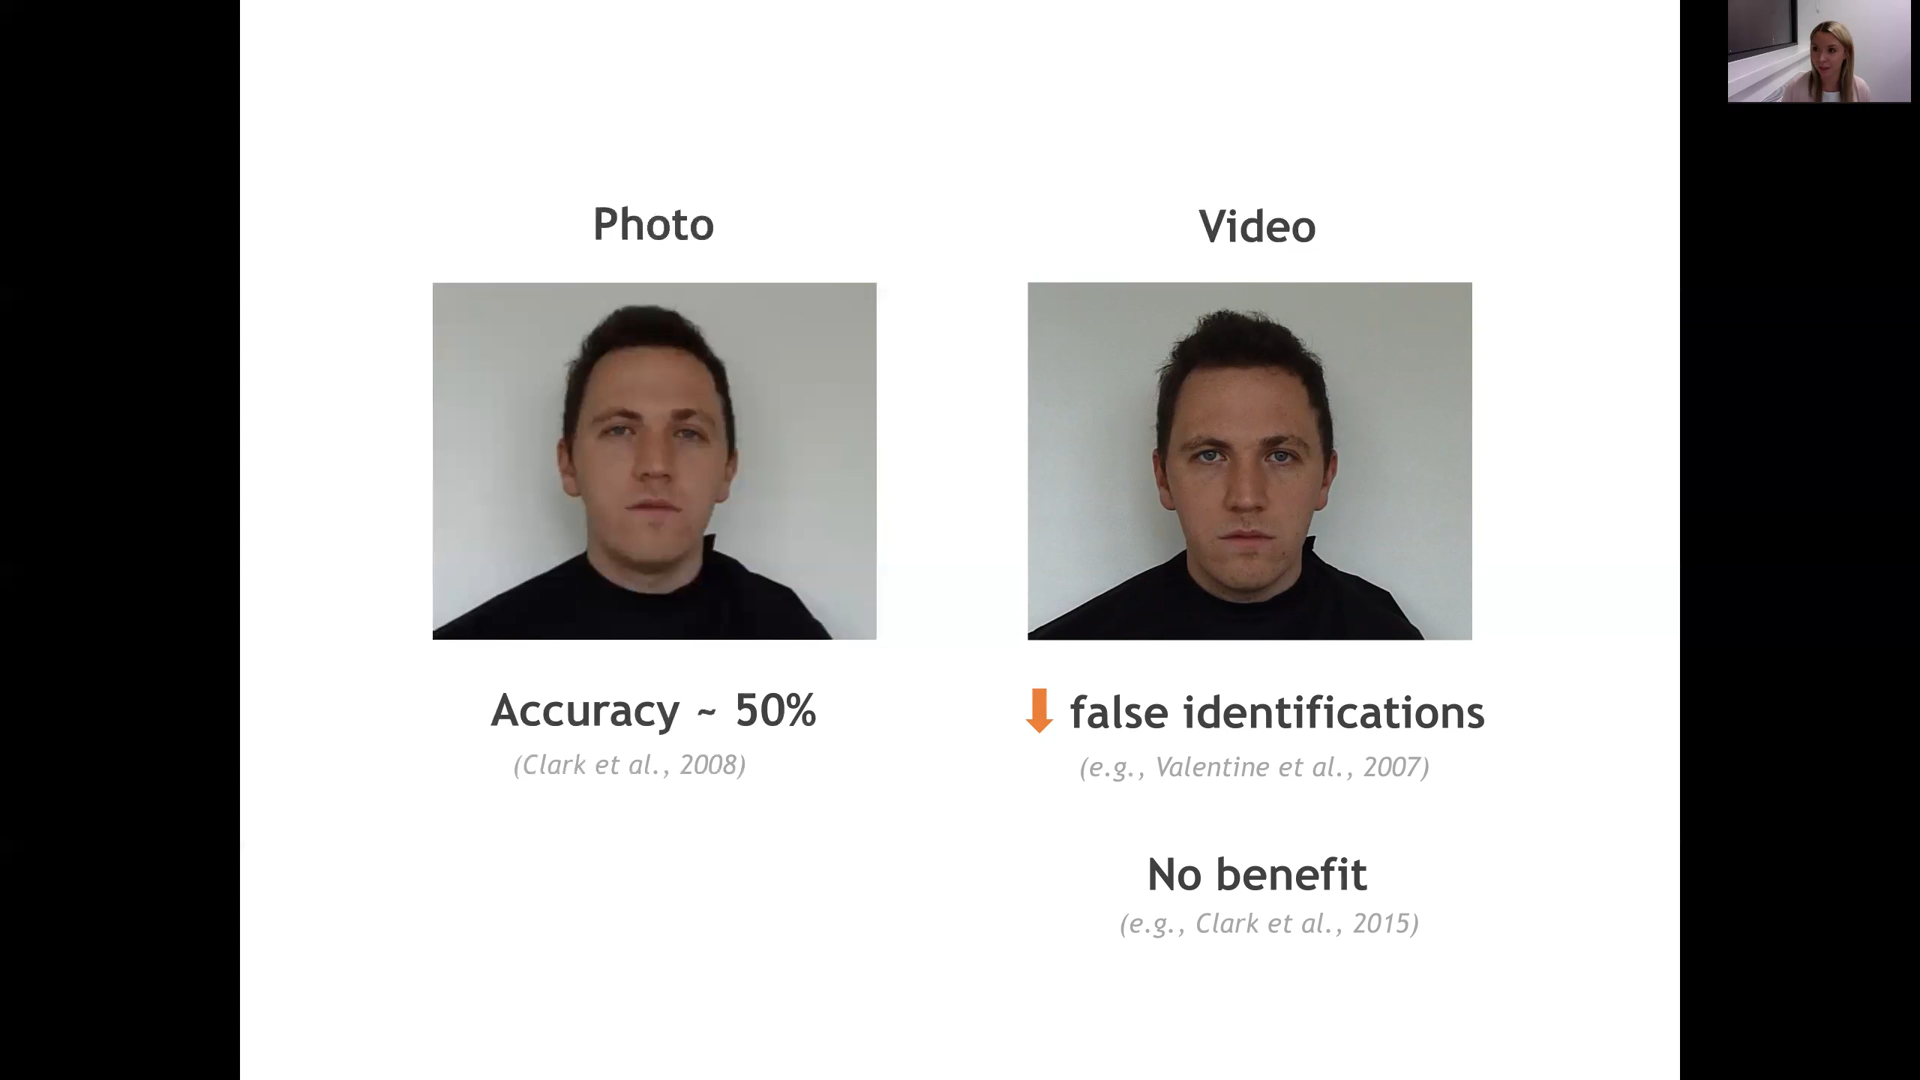 Photo
Video
Accuracy ~ 50%
(Clark et al., 2008)
false identifications
(e.g., Valentine et al., 2007)
No benefit
(e.g., Clark et al., 2015)